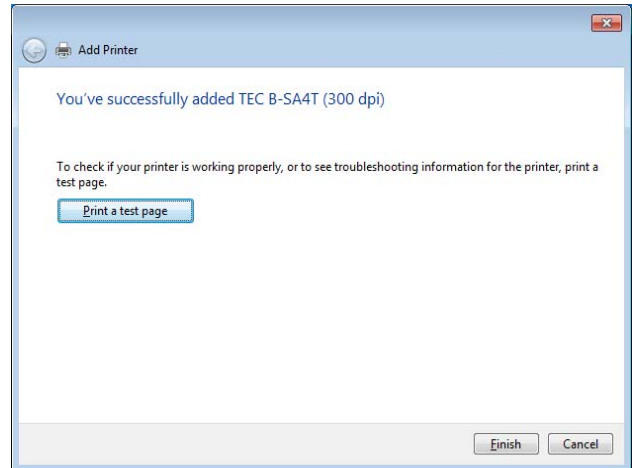 Add Printer
You've successfully added TEC B-SA4T (300 dpi)
To check if your printer is working properly, or to see troubleshooting information for the printer, print a
test page.
Print a test page
Finish Cancel